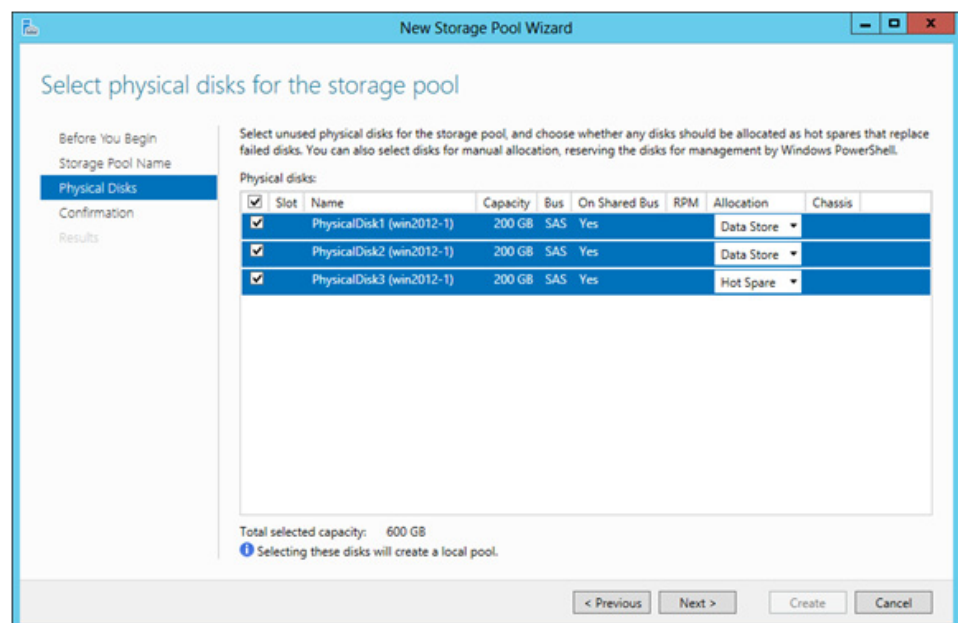 New Storage Pool Wizard
Select physical disks for the storage pool
Before You Begin
Storage Pool Name
Physical Disks
Confirmation
Results
Select unused physical disks for the storage pool, and choose whether any disks should be allocated as hot spares that replace
failed disks. You can also select disks for manual allocation, reserving the disks for management by Windows PowerShell.
Physical disks:
Slot Name Capacity Bus On Shared Bus RPM Allocation Chassis
PhysicalDisk1 (win2012-1) 200 GB SAS Yes Data Store
PhysicalDisk2 (win2012-1) 200 GB SAS Yes Data Store
PhysicalDisk3 (win2012-1) 200 GB SAS Yes Hot Spare
Total selected capacity: 600 GB
Selecting these disks will create a local pool.
< Previous Next > Create Cancel